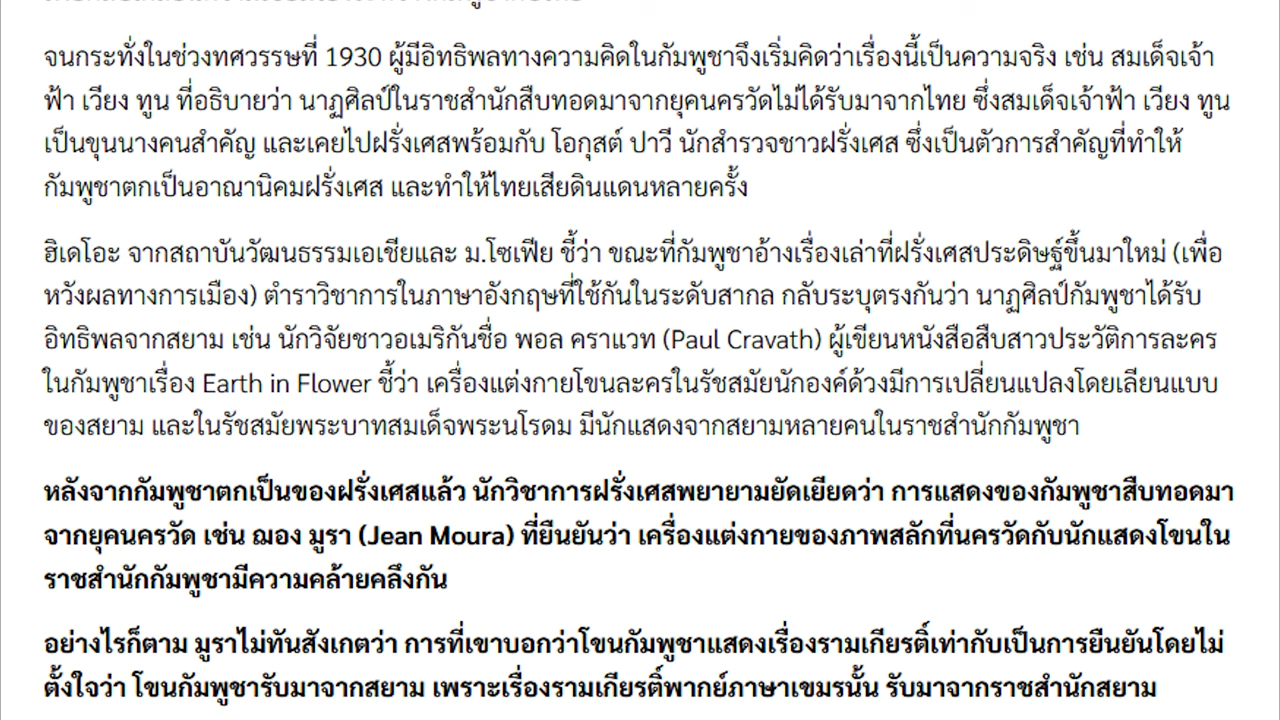 จนกระทั่งในช่วงทศวรรษที่ 1930 ผู้มีอิทธิพลทางความคิดในกัมพูชาจึงเริ่มคิดว่าเรื่องนี้เป็นความจริง เช่น สมเด็จเจ้า
ฟ้า เวียง ทูน ที่อธิบายว่า นาฏศิลป์ในราชสำนักสืบทอดมาจากยุคนครวัดไม่ได้รับมาจากไทย ซึ่งสมเด็จเจ้าฟ้า เวียง ทูน
เป็นขุนนางคนสำคัญ และเคยไปฝรั่งเศสพร้อมกับ โอกุสต์ ปาวี นักสำรวจชาวฝรั่งเศส ซึ่งเป็นตัวการสำคัญที่ทำให้
กัมพูชาตกเป็นอาณานิคมฝรั่งเศส และทำให้ไทยเสียดินแดนหลายครั้ง
ฮิเดโอะ จากสถาบันวัฒนธรรมเอเชียและ ม.โซเฟีย ชี้ว่า ขณะที่กัมพูชาอ้างเรื่องเล่าที่ฝรั่งเศสประดิษฐ์ขึ้นมาใหม่ (เพื่อ
หวังผลทางการเมือง) ตำราวิชาการในภาษาอังกฤษที่ใช้กันในระดับสากล กลับระบุตรงกันว่า นาฏศิลป์กัมพูชาได้รับ
อิทธิพลจากสยาม เช่น นักวิจัยชาวอเมริกันชื่อ พอล คราแวท (Paul Cravath) ผู้เขียนหนังสือสืบสาวประวัติการละคร
ในกัมพูชาเรื่อง Earth in Flower ชี้ว่า เครื่องแต่งกายโขนละครในรัชสมัยนักองค์ด้วงมีการเปลี่ยนแปลงโดยเลียนแบบ
ของสยาม และในรัชสมัยพระบาทสมเด็จพระนโรดม มีนักแสดงจากสยามหลายคนในราชสำนักกัมพูชา
หลังจากกัมพูชาตกเป็นของฝรั่งเศสแล้ว นักวิชาการฝรั่งเศสพยายามยัดเยียดว่า การแสดงของกัมพูชาสืบทอดมา
จากยุคนครวัด เช่น ฌอง มูรา (Jean Moura) ที่ยืนยันว่า เครื่องแต่งกายของภาพสลักที่นครวัดกับนักแสดงโขนใน
ราชสำนักกัมพูชามีความคล้ายคลึงกัน
อย่างไรก็ตาม มูราไม่ทันสังเกตว่า การที่เขาบอกว่าโขนกัมพูชาแสดงเรื่องรามเกียรติ์เท่ากับเป็นการยืนยันโดยไม่
ตั้งใจว่า โขนกัมพูชารับมาจากสยาม เพราะเรื่องรามเกียรติ์พากย์ภาษาเขมรนั้น รับมาจากราชสำนักสยาม